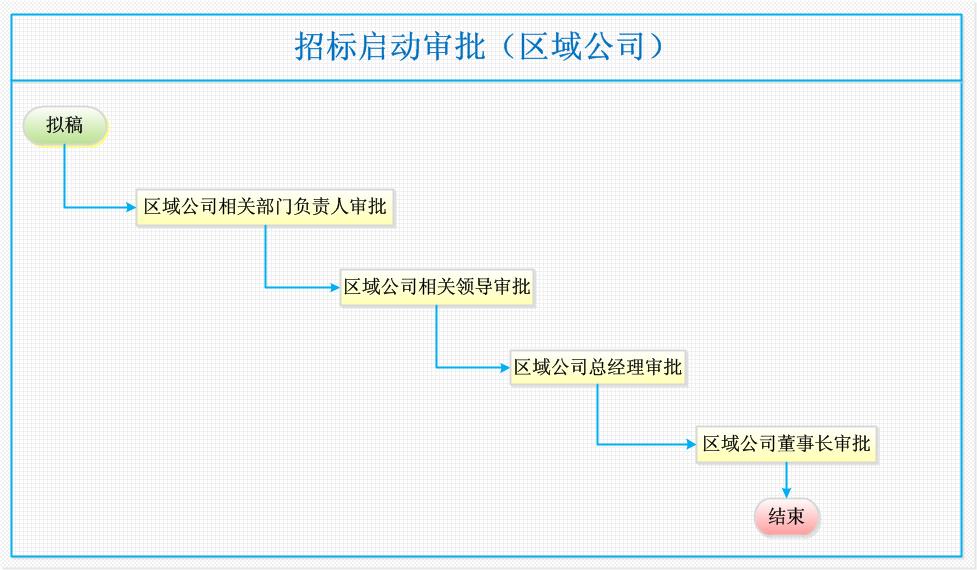 招标启动审批（区域公司）
拟稿
区域公司相关部门负责人审批
区域公司相关领导审批
区域公司总经理审批
区域公司董事长审批
结束